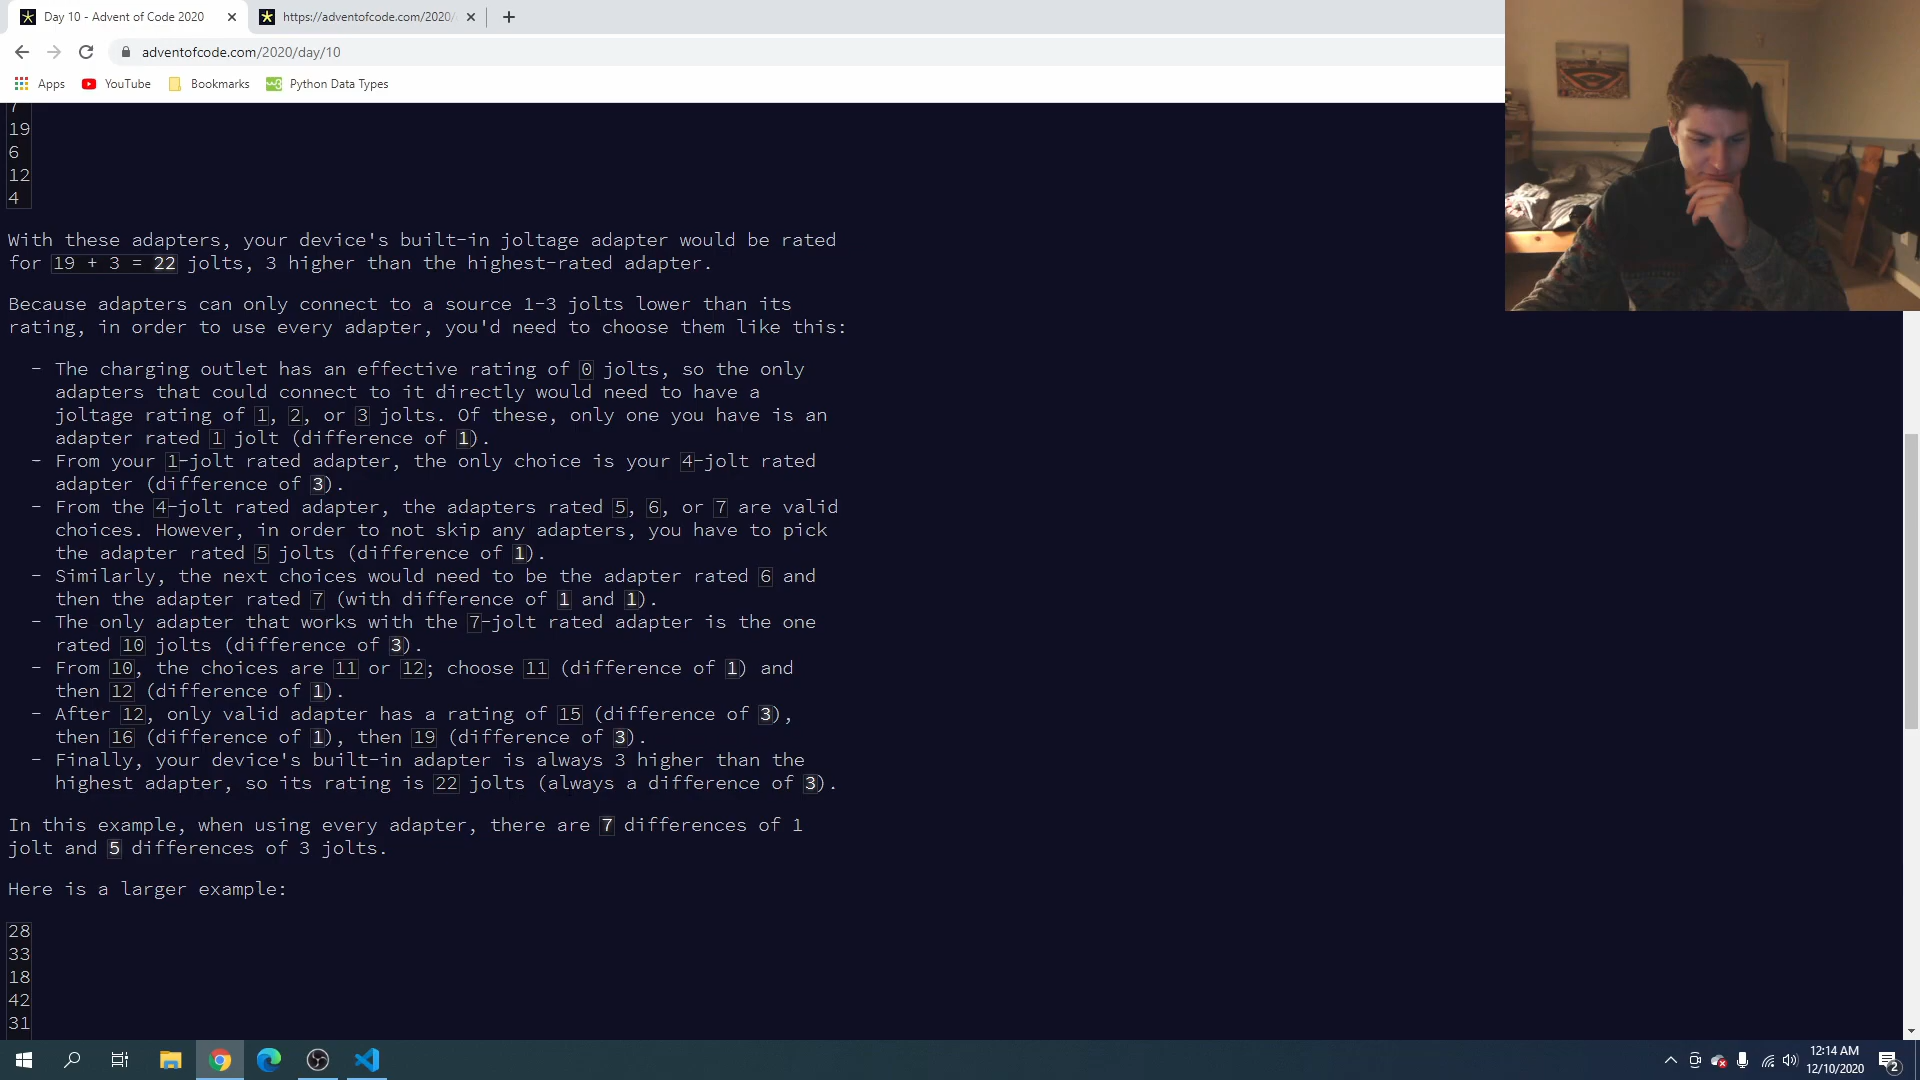 Day 10 - Advent of Code 2020
https://adventofcode.com/2020/
adventofcode.com/2020/day/10
Apps
YouTube
Bookmarks
Python Data Types
7
19
6
12
4
With these adapters, your device's built-in joltage adapter would be rated
for 19 + 3 = 22 jolts, 3 higher than the highest-rated adapter.
Because adapters can only connect to a source 1-3 jolts lower than its
rating, in order to use every adapter, you'd need to choose them like this:
- The charging outlet has an effective rating of 0 jolts, so the only
adapters that could connect to it directly would need to have a
joltage rating of 1, 2, or 3 jolts. Of these, only one you have is an
adapter rated 1 jolt (difference of 1).
- From your 1-jolt rated adapter, the only choice is your 4-jolt rated
adapter (difference of 3).
- From the 4-jolt rated adapter, the adapters rated 5, 6, or 7 are valid
choices. However, in order to not skip any adapters, you have to pick
the adapter rated 5 jolts (difference of 1).
- Similarly, the next choices would need to be the adapter rated 6 and
then the adapter rated 7 (with difference of 1 and 1).
- The only adapter that works with the 7-jolt rated adapter is the one
rated 10 jolts (difference of 3).
- From 10, the choices are 11 or 12; choose 11 (difference of 1) and
then 12 (difference of 1).
- After 12, only valid adapter has a rating of 15 (difference of 3),
then 16 (difference of 1), then 19 (difference of 3).
- Finally, your device's built-in adapter is always 3 higher than the
highest adapter, so its rating is 22 jolts (always a difference of 3).
In this example, when using every adapter, there are 7 differences of 1
jolt and 5 differences of 3 jolts.
Here is a larger example:
28
33
18
42
31
12:14 AM
12/10/2020
2